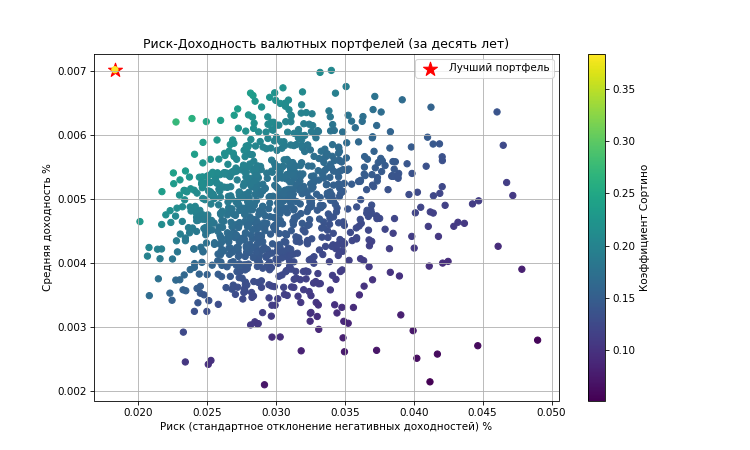 Риск-Доходность валютных портфелей (за десять лет)
Лучший портфель
0.007
0.006
0.005
0.004
0.003
0.002
Средняя доходность %
0.020 0.025 0.030 0.035 0.040 0.045 0.050
Риск (стандартное отклонение негативных доходностей) %
0.35
0.30
0.25
0.20
0.15
0.10
Коэффициент Сортино